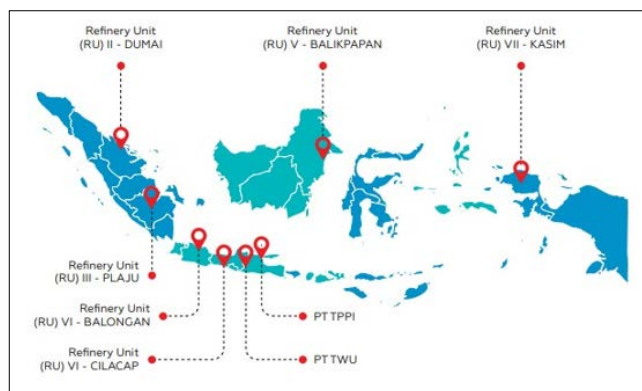 Refinery Unit
(RU) II - DUMAI
Refinery Unit
(RU) V - BALIKPAPAN
Refinery Unit
(RU) VII - KASIM
Refinery Unit
(RU) III - PLAJU
Refinery Unit
(RU) VI - BALONGAN
Refinery Unit
(RU) VI - CILACAP
PT TPPI
PT TWU